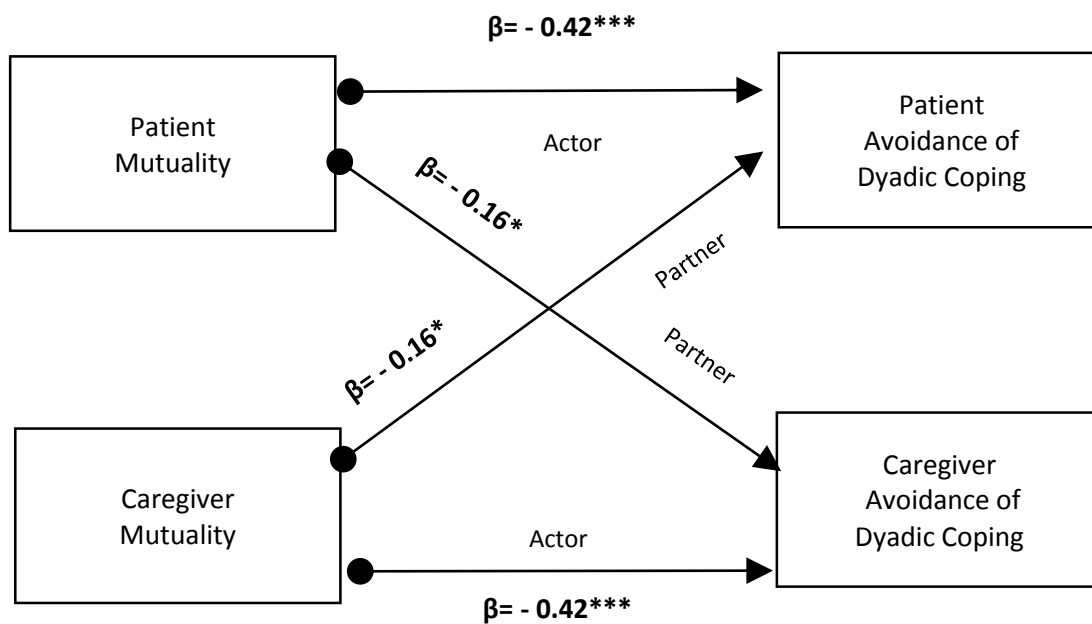 β= - 0.42***
Patient
Mutuality
Actor
Patient
Avoidance of
Dyadic Coping
β= - 0.16*
Partner
β= - 0.16*
Partner
Caregiver
Mutuality
Actor
Caregiver
Avoidance of
Dyadic Coping
β= - 0.42***